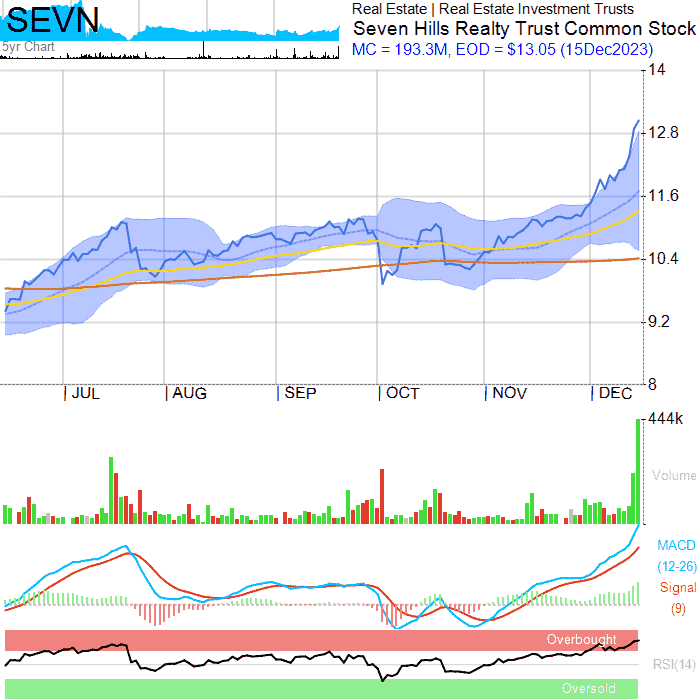 SEVN
5yr Chart
Real Estate | Real Estate Investment Trusts
Seven Hills Realty Trust Common Stock
MC = 193.3M, EOD = $13.05 (15Dec2023)
14
12.8
11.6
10.4
9.2
8
| JUL | AUG | SEP | OCT | NOV | DEC
444k
Volume
MACD
(12-26)
Signal
(9)
Overbought
RSI(14)
Oversold